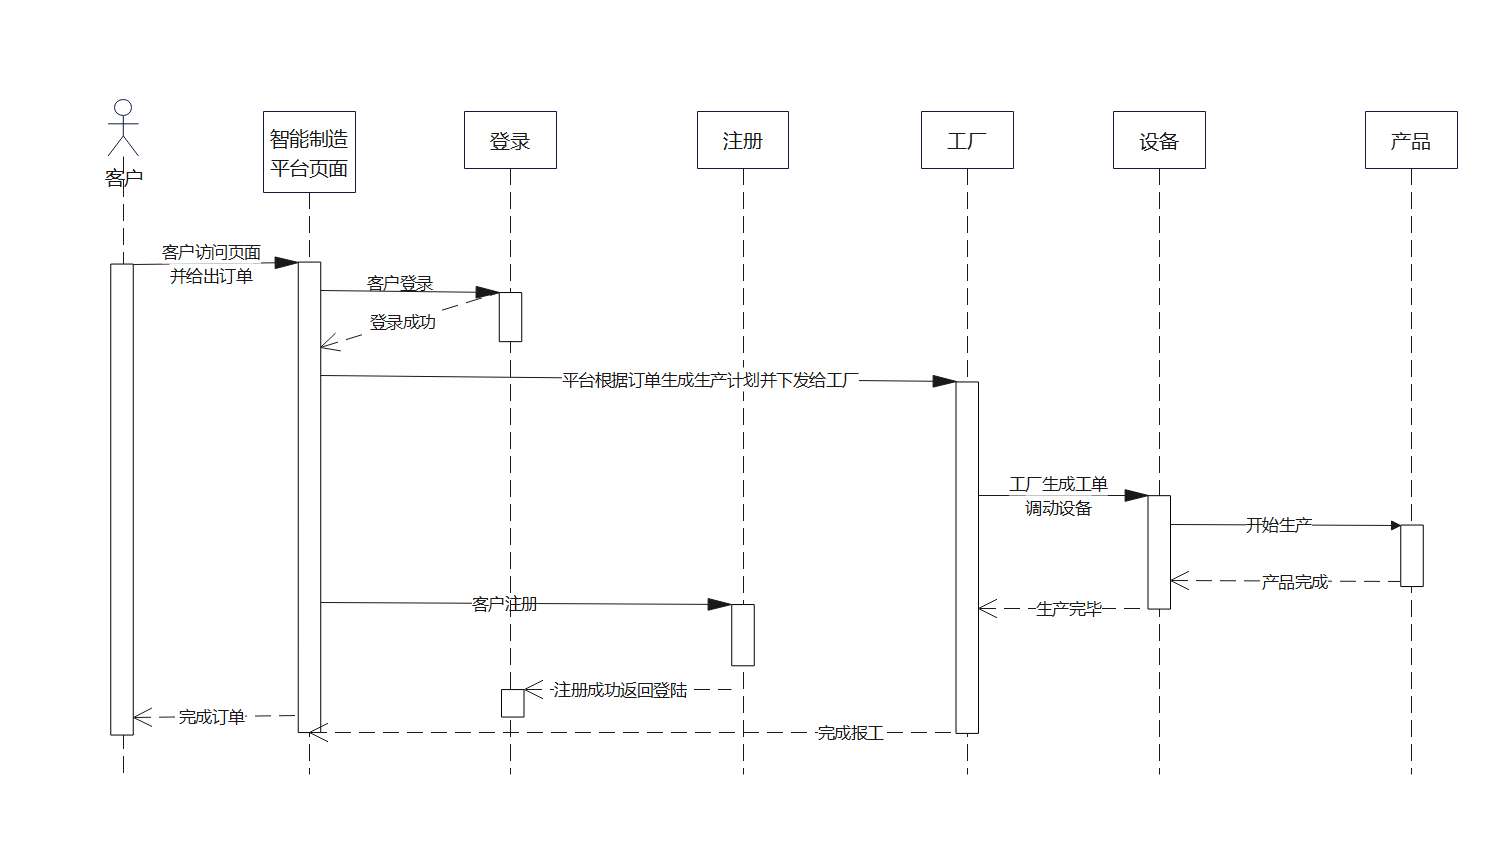 客户
智能制造
平台页面
登录
注册
工厂
设备
产品
客户访问页面
并给出订单
客户登录
登录成功
平台根据订单生成生产计划并下发给工厂
工厂生成工单
调动设备
开始生产
产品完成
客户注册
生产完毕
注册成功返回登陆
完成订单
完成报工